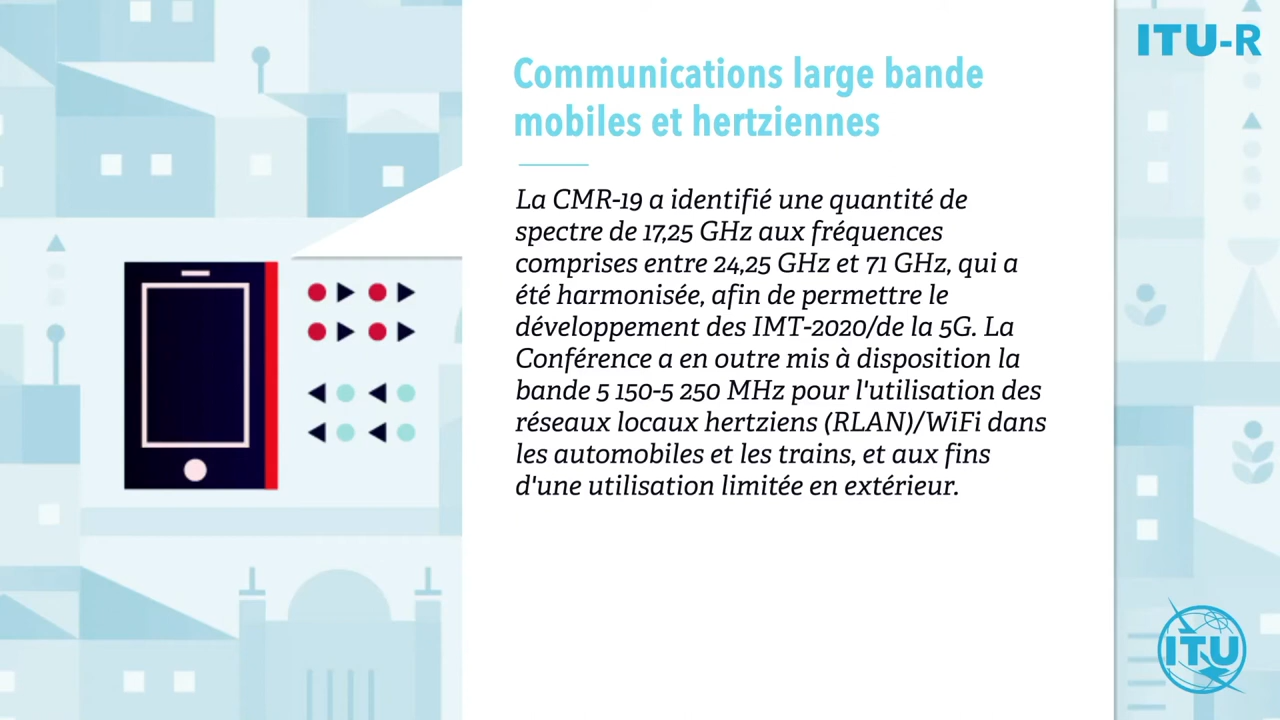 ITU-R
Communications large bande
mobiles et hertziennes
La CMR-19 a identifié une quantité de
spectre de 17,25 GHz aux fréquences
comprises entre 24,25 GHz et 71 GHz, qui a
été harmonisée, afin de permettre le
développement des IMT-2020/de la 5G. La
Conférence a en outre mis à disposition la
bande 5 150-5 250 MHz pour l'utilisation des
réseaux locaux hertziens (RLAN)/WiFi dans
les automobiles et les trains, et aux fins
d'une utilisation limitée en extérieur.
ITU